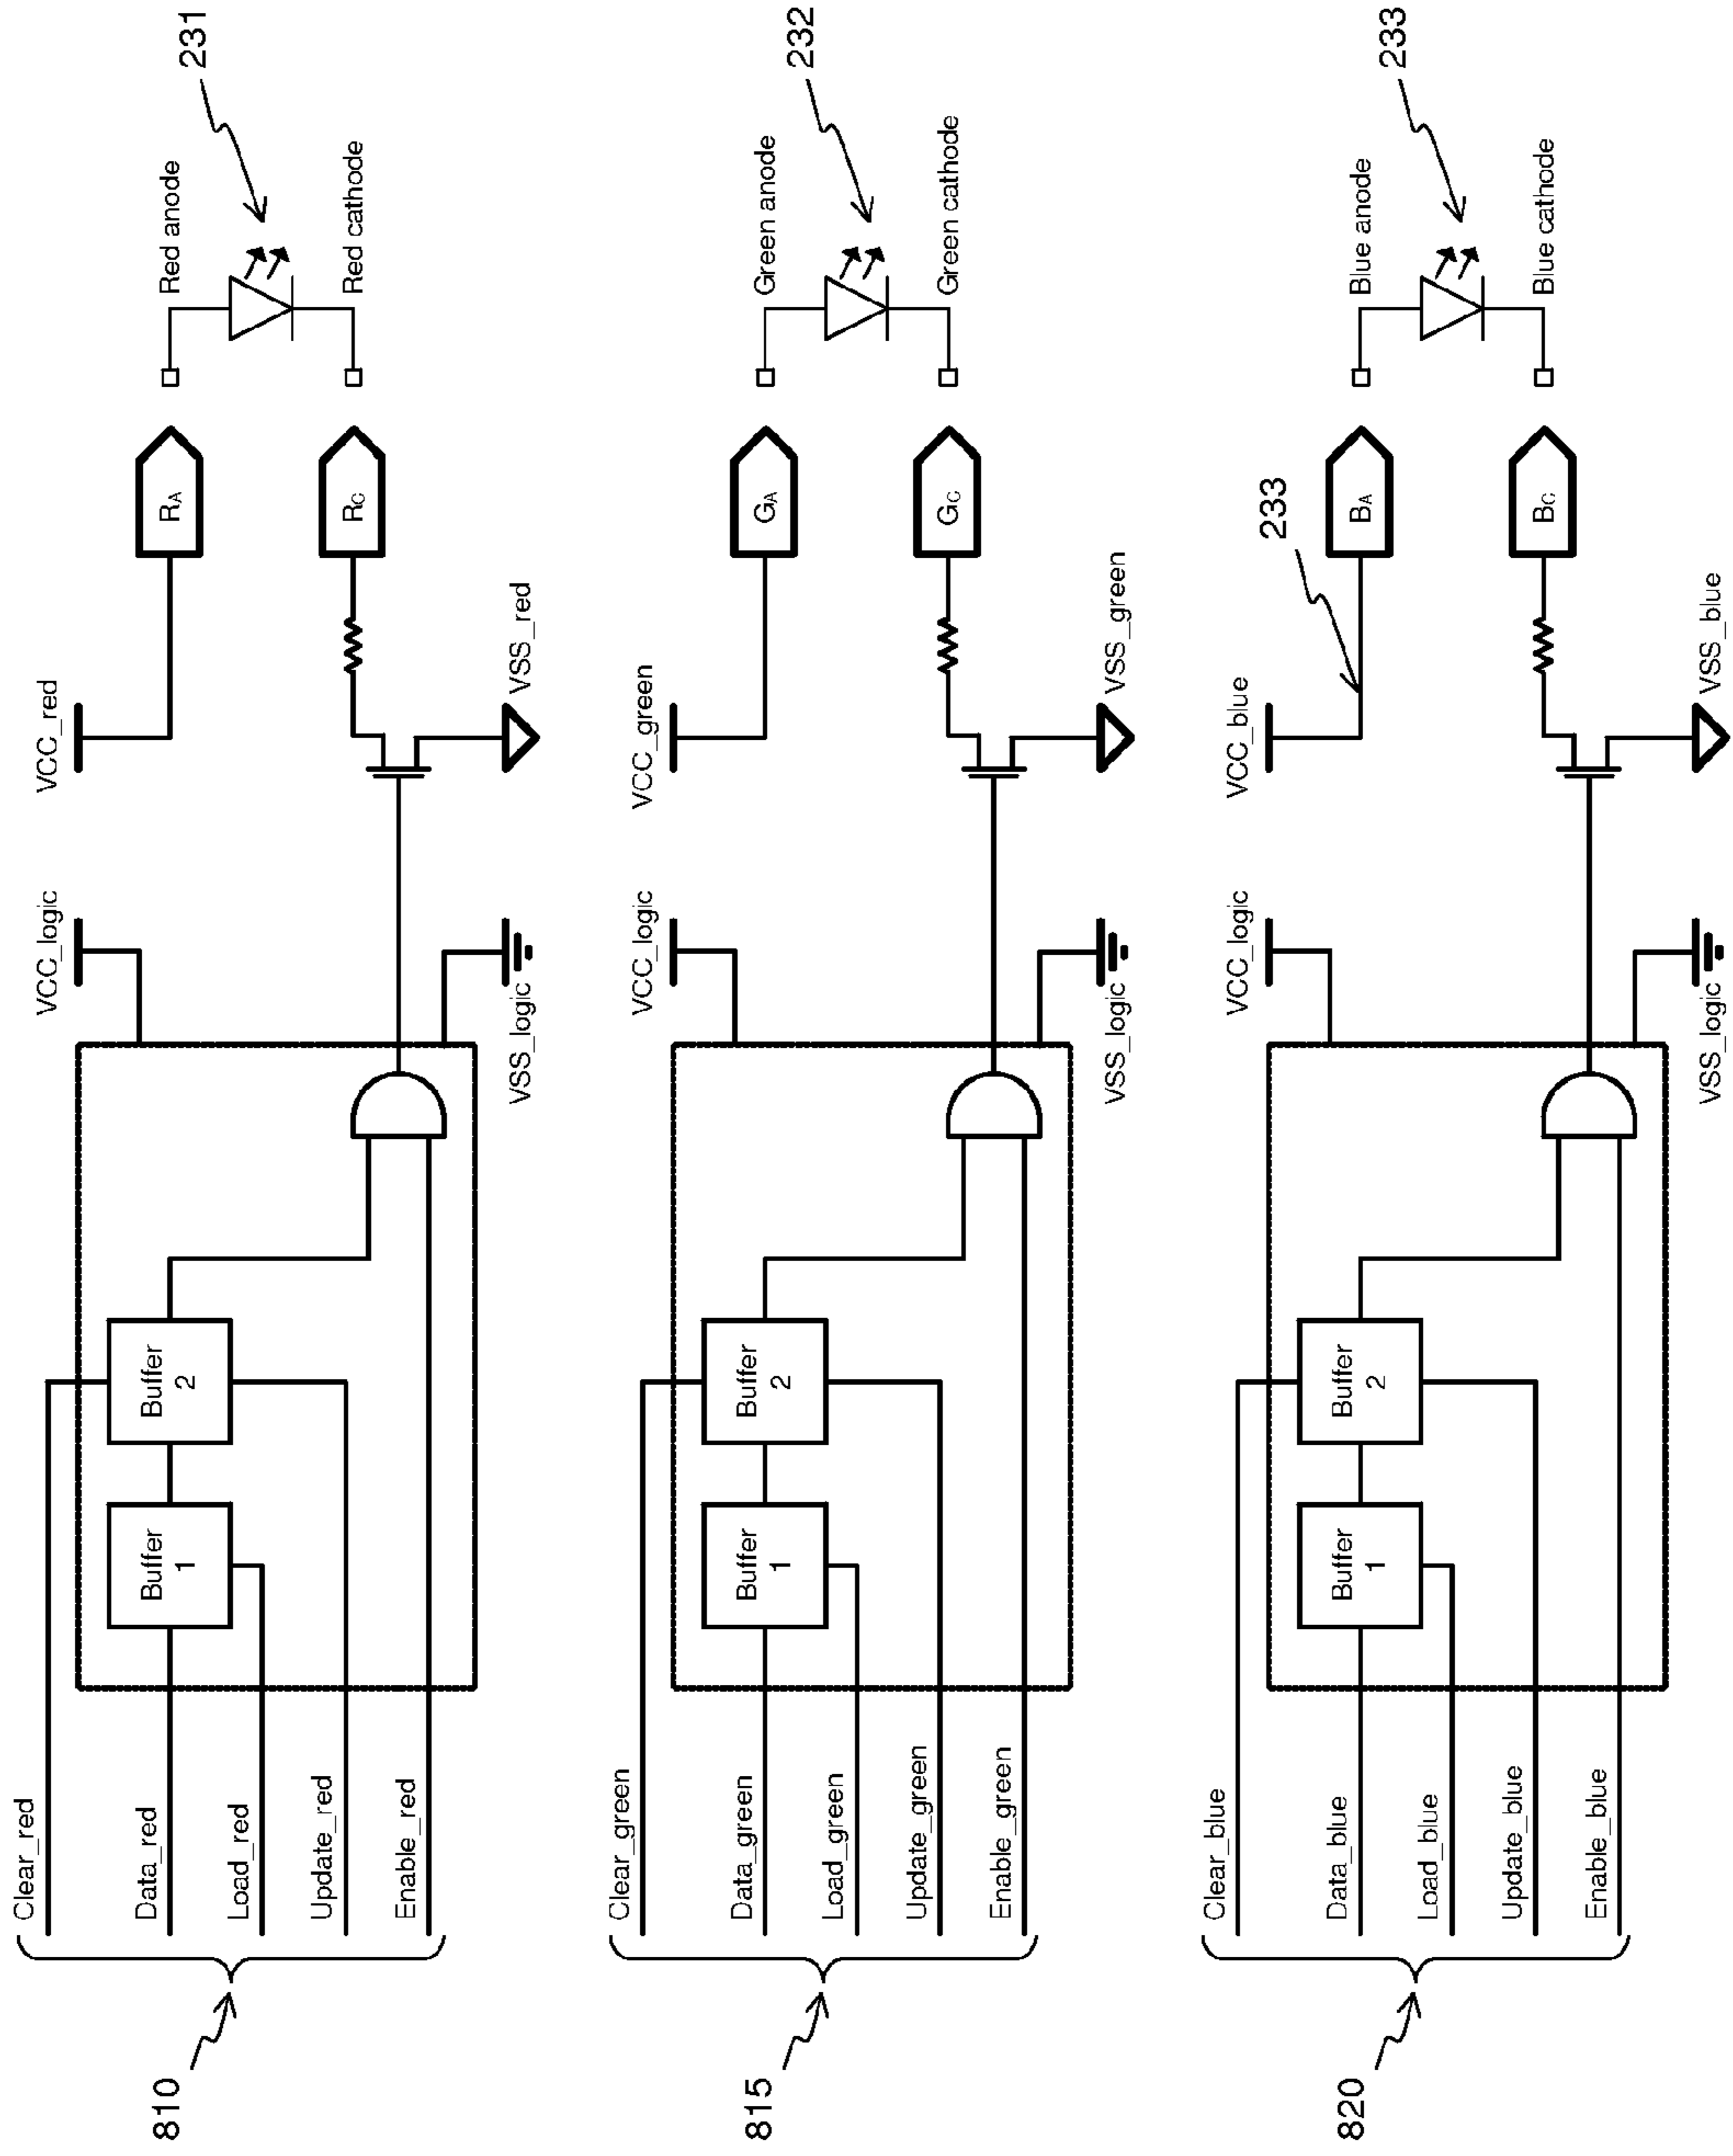 810
Clear_red
Data_red
Load_red
Update_red
Enable_red
Buffer
1
Buffer
2
VCC_logic
VSS_logic
VCC_red
VSS_red
RA
RC
Red anode
Red cathode
231
815
Clear_green
Data_green
Load_green
Update_green
Enable_green
Buffer
1
Buffer
2
VCC_logic
VSS_logic
VCC_green
VSS_green
GA
GC
Green anode
Green cathode
232
820
Clear_blue
Data_blue
Load_blue
Update_blue
Enable_blue
Buffer
1
Buffer
2
VCC_logic
VSS_logic
VCC_blue
VSS_blue
233
BA
BC
Blue anode
Blue cathode
233